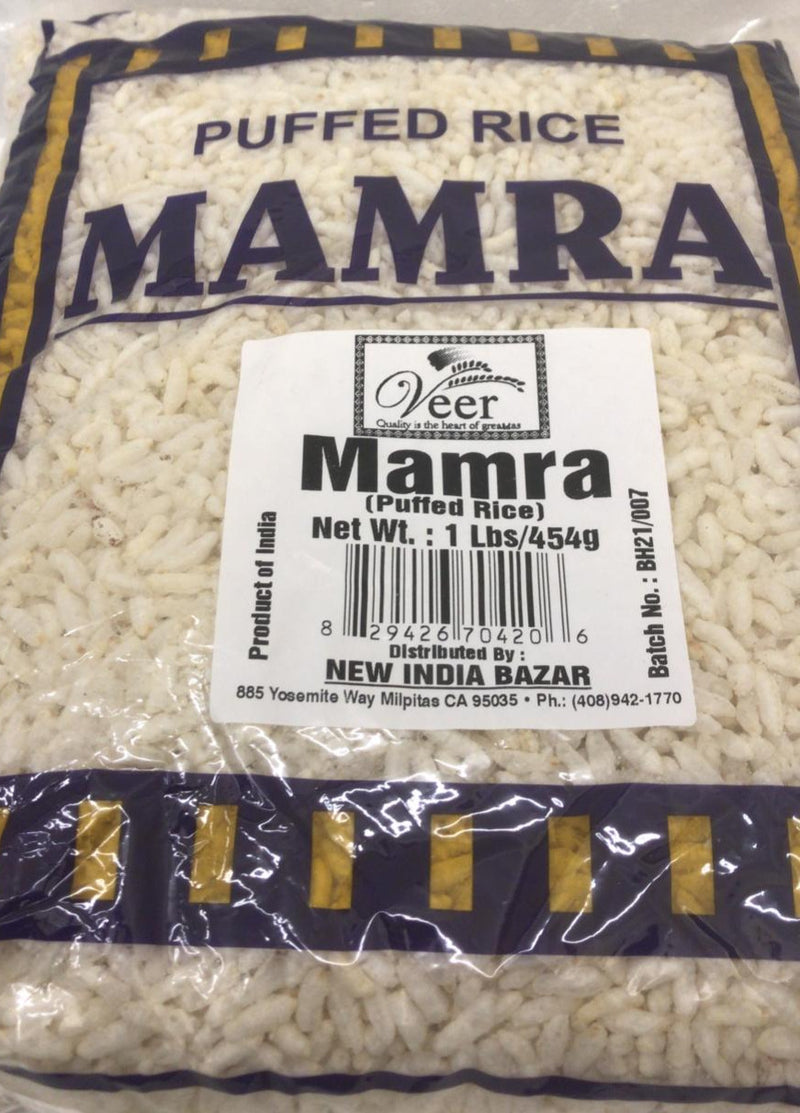 PUFFED RICE
MAMRA
Veer
Quality is the heart of
Mamra
(Puffed Rice)
Net Wt. : 1 Lbs/454g
Product of India
Batch No. : BH21/007
8 29426 70420 6
Distributed By :
NEW INDIA BAZAR
885 Yosemite Way Milpitas CA 95035 • Ph.: (408)942-1770